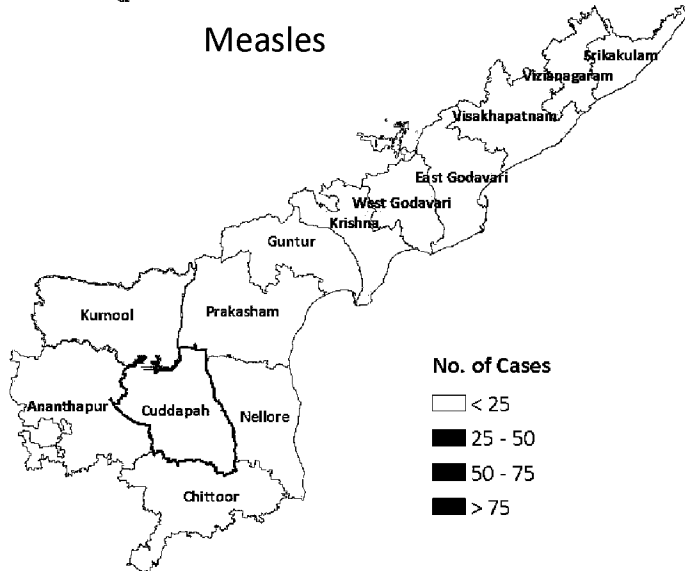 Measles
Srikakulam
Vizianagaram
Visakhapatnam
East Godavari
West Godavari
Krishna
Guntur
Kurnool
Prakasham
Ananthapur
Cuddapah
Nellore
Chittoor
No. of Cases
< 25
25 - 50
50 - 75
> 75